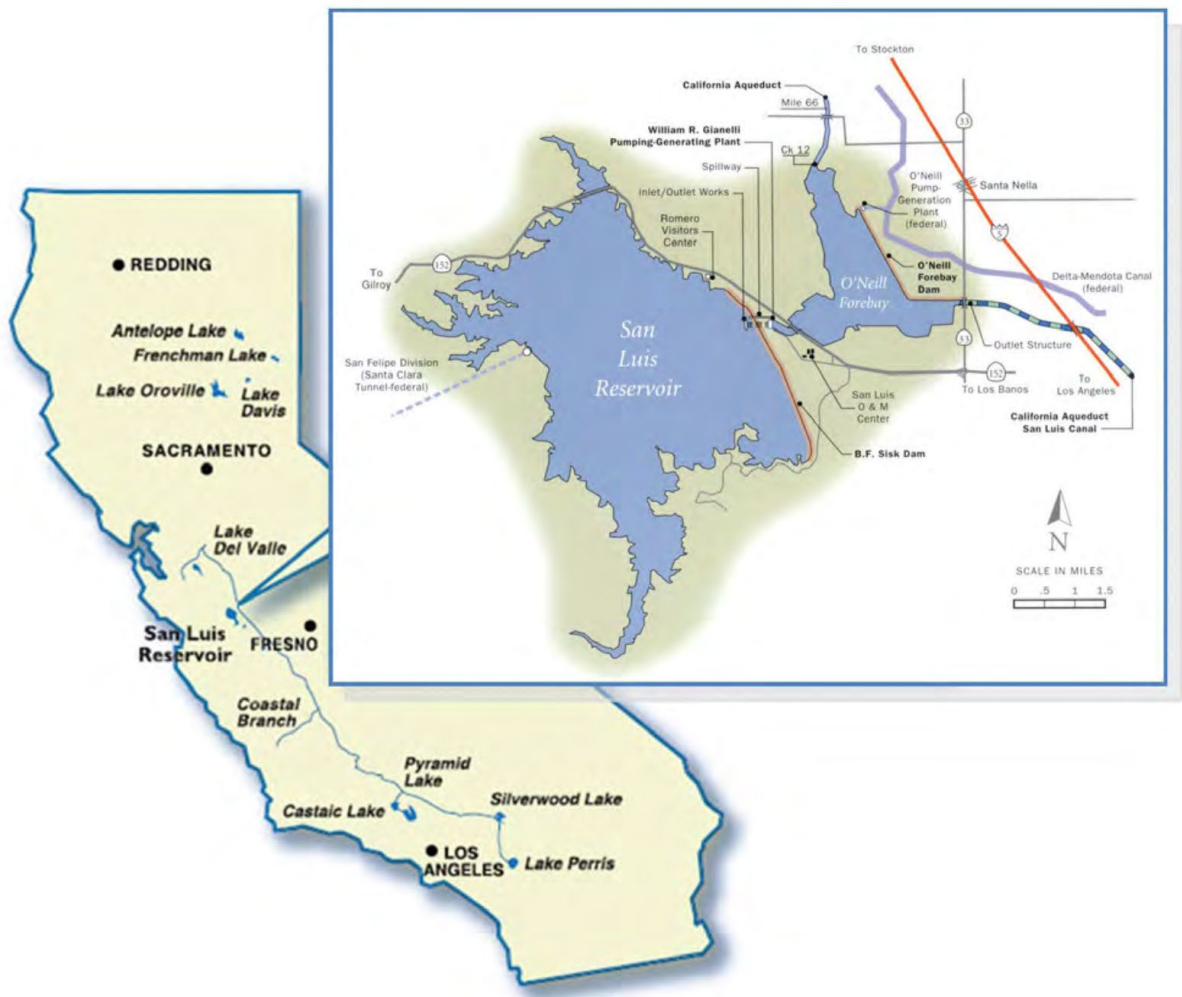 To Stockton
California Aqueduct
Mile 66
33
William R. Gianelli
Pumping-Generating Plant
Ck 12
Spillway
O'Neill
Pump-
Generation
Plant
(federal)
Santa Nella
Inlet/Outlet Works
Romero
Visitors
Center
5
To
Gilroy
152
O'Neill
Forebay
Dam
Delta-Mendota Canal
(federal)
O'Neill
Forebay
San
Luis
Reservoir
33
Outlet Structure
San Felipe Division
(Santa Clara
Tunnel-federal)
152
To Los Banos
To
Los Angeles
San Luis
O & M
Center
California Aqueduct
San Luis Canal
B.F. Sisk Dam
N
SCALE IN MILES
0 .5 1 1.5
REDDING
Antelope Lake
Frenchman Lake
Lake Oroville
Lake
Davis
SACRAMENTO
Lake
Del Valle
San Luis
Reservoir
FRESNO
Coastal
Branch
Pyramid
Lake
Castaic Lake
Silverwood Lake
LOS
ANGELES
Lake Perris